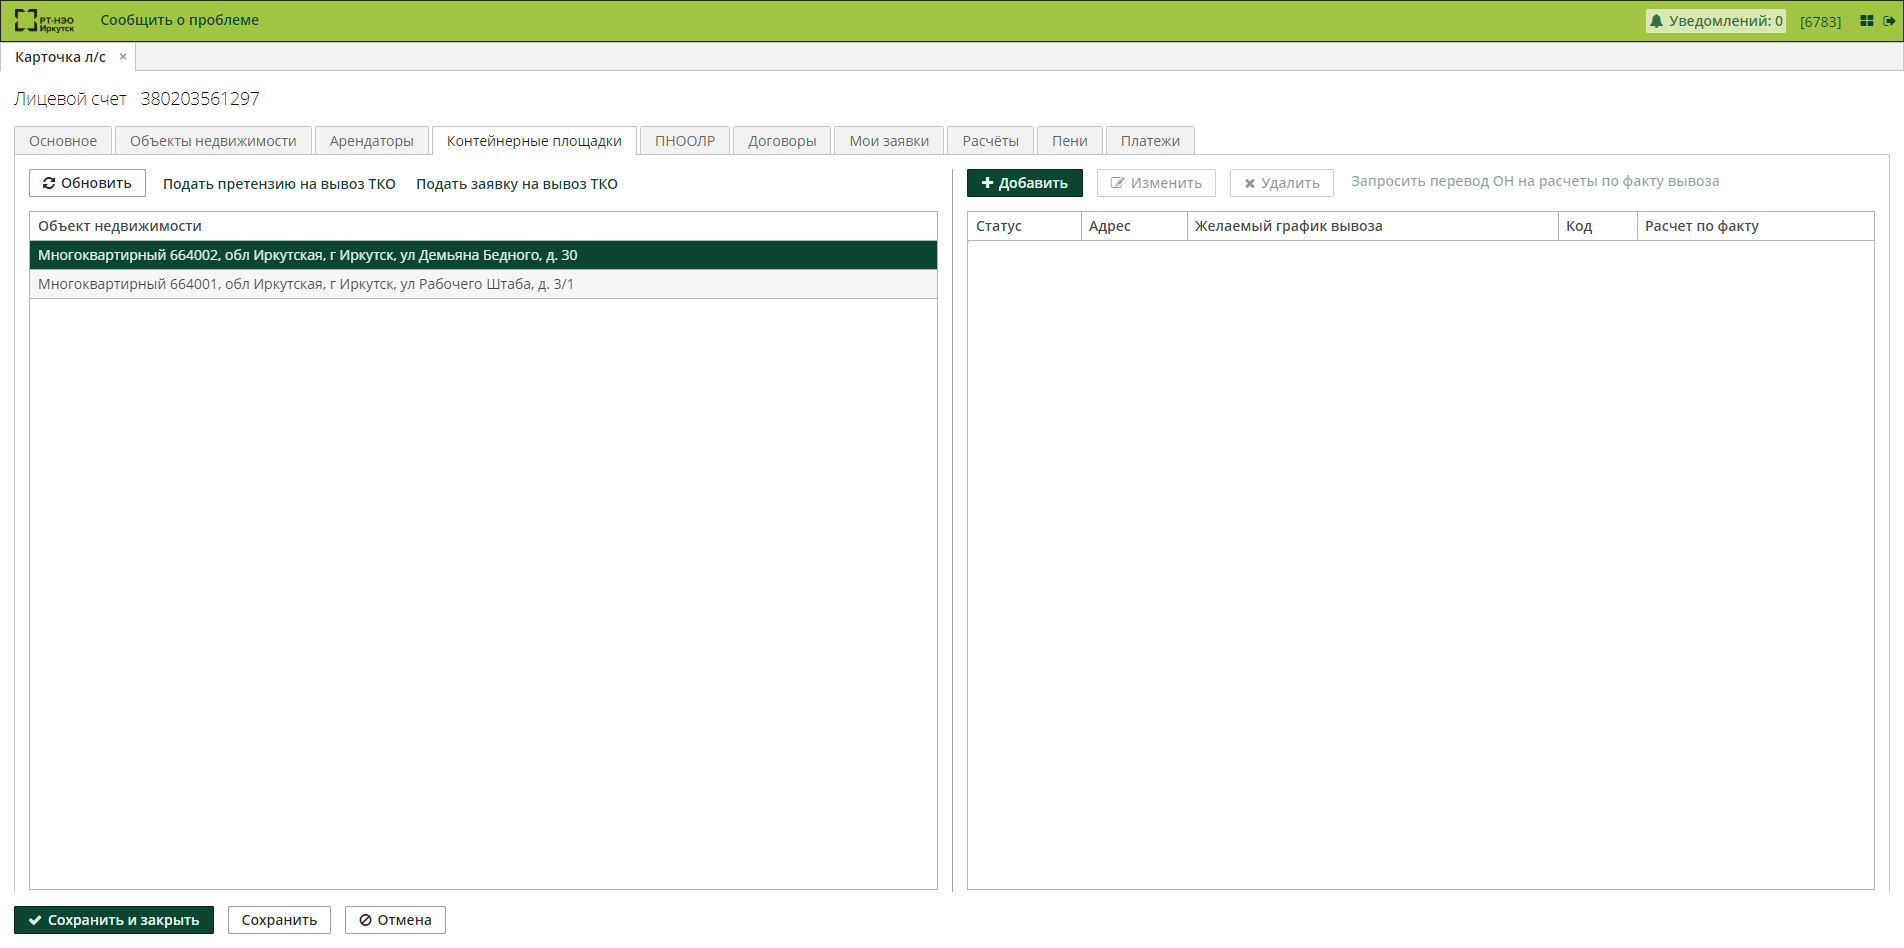 РТ-НЭО
Иркутск
Сообщить о проблеме
Уведомлений: 0
[6783]
Карточка л/с ×
Лицевой счет 380203561297
Основное
Объекты недвижимости
Арендаторы
Контейнерные площадки
ПНООЛР
Договоры
Мои заявки
Расчёты
Пени
Платежи
Обновить
Подать претензию на вывоз ТКО
Подать заявку на вывоз ТКО
Добавить
Изменить
Удалить
Запросить перевод ОН на расчеты по факту вывоза
Объект недвижимости
Многоквартирный 664002, обл Иркутская, г Иркутск, ул Демьяна Бедного, д. 30
Многоквартирный 664001, обл Иркутская, г Иркутск, ул Рабочего Штаба, д. 3/1
Статус
Адрес
Желаемый график вывоза
Код
Расчет по факту
Сохранить и закрыть
Сохранить
Отмена